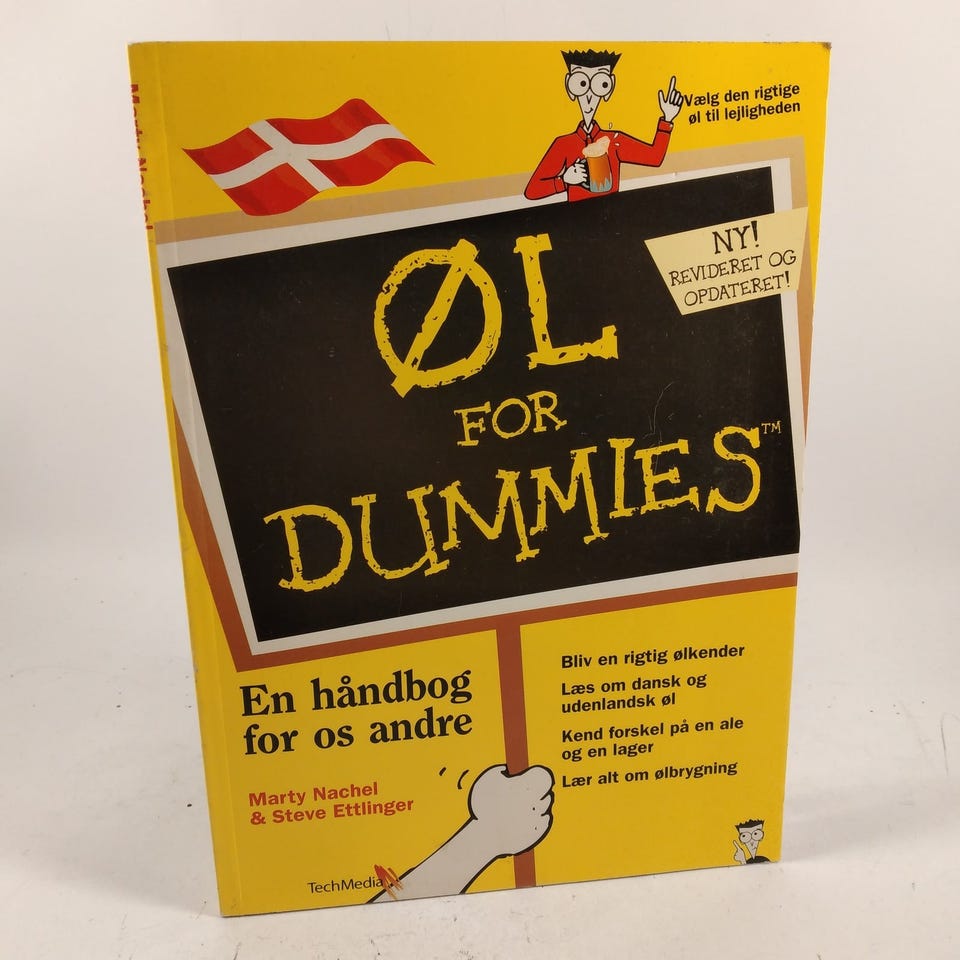 Marty Nachel
Vælg den rigtige
øl til lejligheden
NY!
REVIDERET OG
OPDATERET!
ØL
FOR
DUMMIES™
En håndbog
for os andre
Marty Nachel
& Steve Ettlinger
TechMedia
Bliv en rigtig ølkender
Læs om dansk og
udenlandsk øl
Kend forskel på en ale
og en lager
Lær alt om ølbrygning